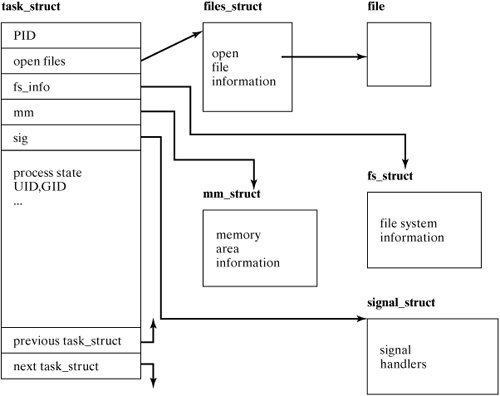 task_struct
PID
open files
fs_info
mm
sig
process state
UID,GID
...
previous task_struct
next task_struct
files_struct
open
file
information
file
mm_struct
memory
area
information
fs_struct
file system
information
signal_struct
signal
handlers